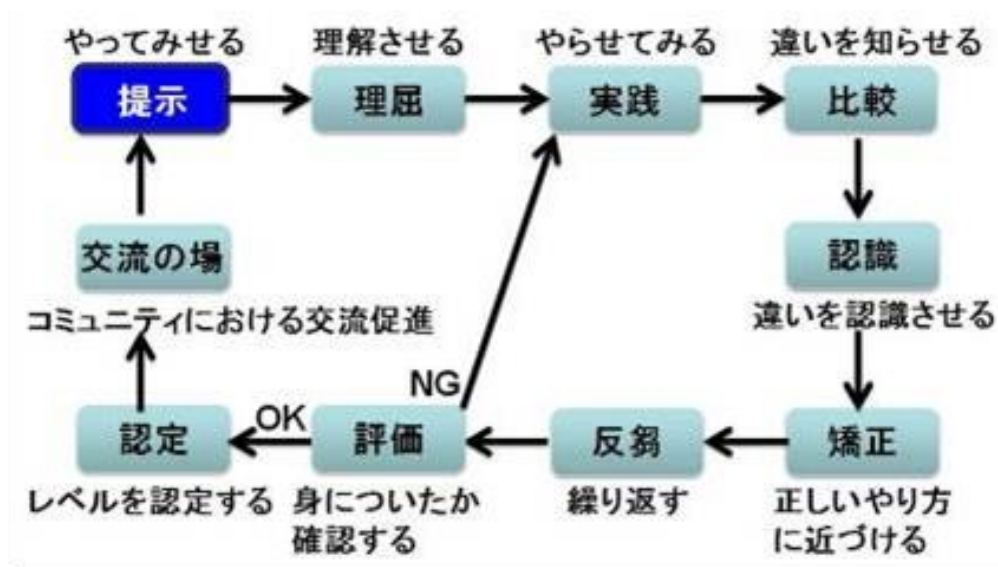 やってみせる
提示
理解させる
理屈
やらせてみる
実践
違いを知らせる
比較
認識
違いを認識させる
矯正
正しいやり方
に近づける
反芻
繰り返す
評価
身についたか
確認する
NG
OK
認定
レベルを認定する
交流の場
コミュニティにおける交流促進